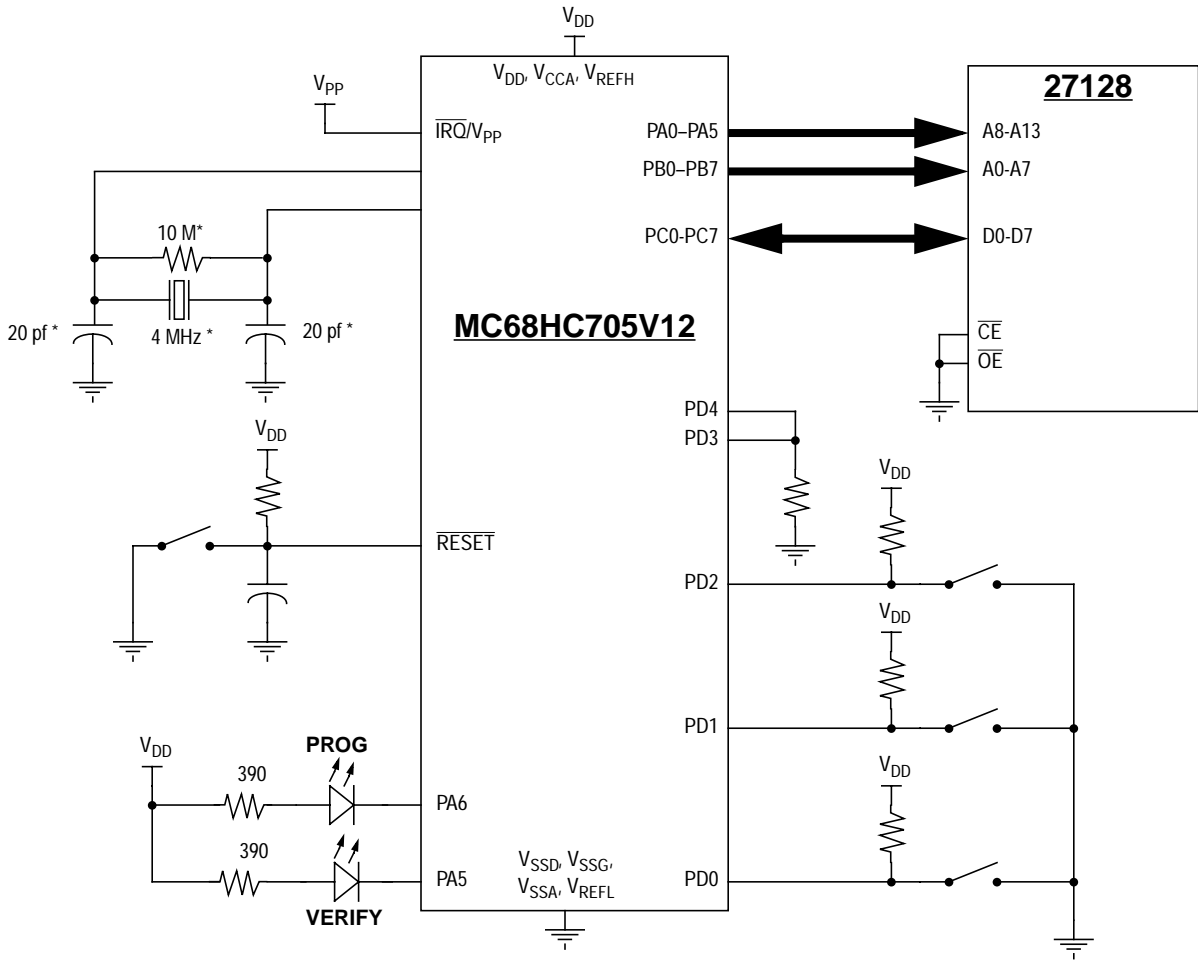 VDD
VDD, VCCA, VREFH
27128
VPP
IRQ/VPP
PA0–PA5
A8-A13
PB0–PB7
A0-A7
10 M*
PC0-PC7
D0-D7
20 pf *
4 MHz *
20 pf *
MC68HC705V12
CE
OE
PD4
PD3
VDD
VDD
RESET
PD2
VDD
PD1
VDD
PROG
VDD
390
PA6
390
VSSD, VSSG,
VSSA, VREFL
PA5
PD0
VERIFY